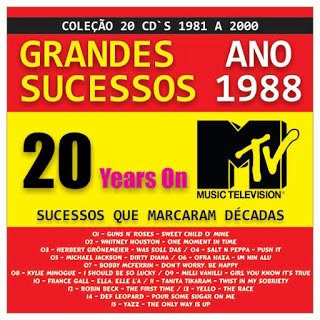 COLEÇÃO 20 CD`S 1981 A 2000
GRANDES ANO
SUCESSOS 1988
20 Years On MTV
MUSIC TELEVISION
SUCESSOS QUE MARCARAM DÉCADAS
01 - GUNS N' ROSES - SWEET CHILD O' MINE
02 - WHITNEY HOUSTON - ONE MOMENT IN TIME
03 - HERBERT GRÖNEMEIER - WAS SOLL DAS / 04 - SALT N PEPPA - PUSH IT
05 - MICHAEL JACKSON - DIRTY DIANA / 06 - OFRA HAZA - IM NIN ALU
07 - BOBBY MCFERRIN - DON'T WORRY, BE HAPPY
08 - KYLIE MINOGUE - I SHOULD BE SO LUCKY / 09 - MILLI VANILLI - GIRL YOU KNOW IT'S TRUE
10 - FRANCE GALL - ELLA, ELLE L'A / 11 - TANITA TIKARAM - TWIST IN MY SOBRIETY
12 - ROBIN BECK - THE FIRST TIME / 13 - YELLO - THE RACE
14 - DEF LEOPARD - POUR SOME SUGAR ON ME
15 - YAZZ - THE ONLY WAY IS UP